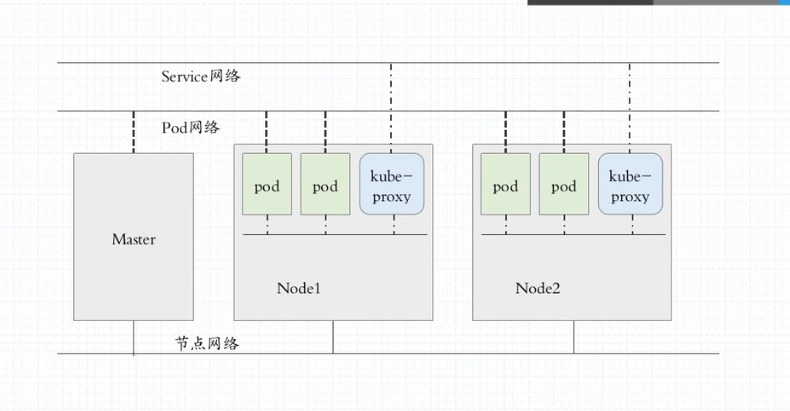 Service网络
Pod网络
Master
pod
pod
kube-
proxy
Node1
pod
pod
kube-
proxy
Node2
节点网络